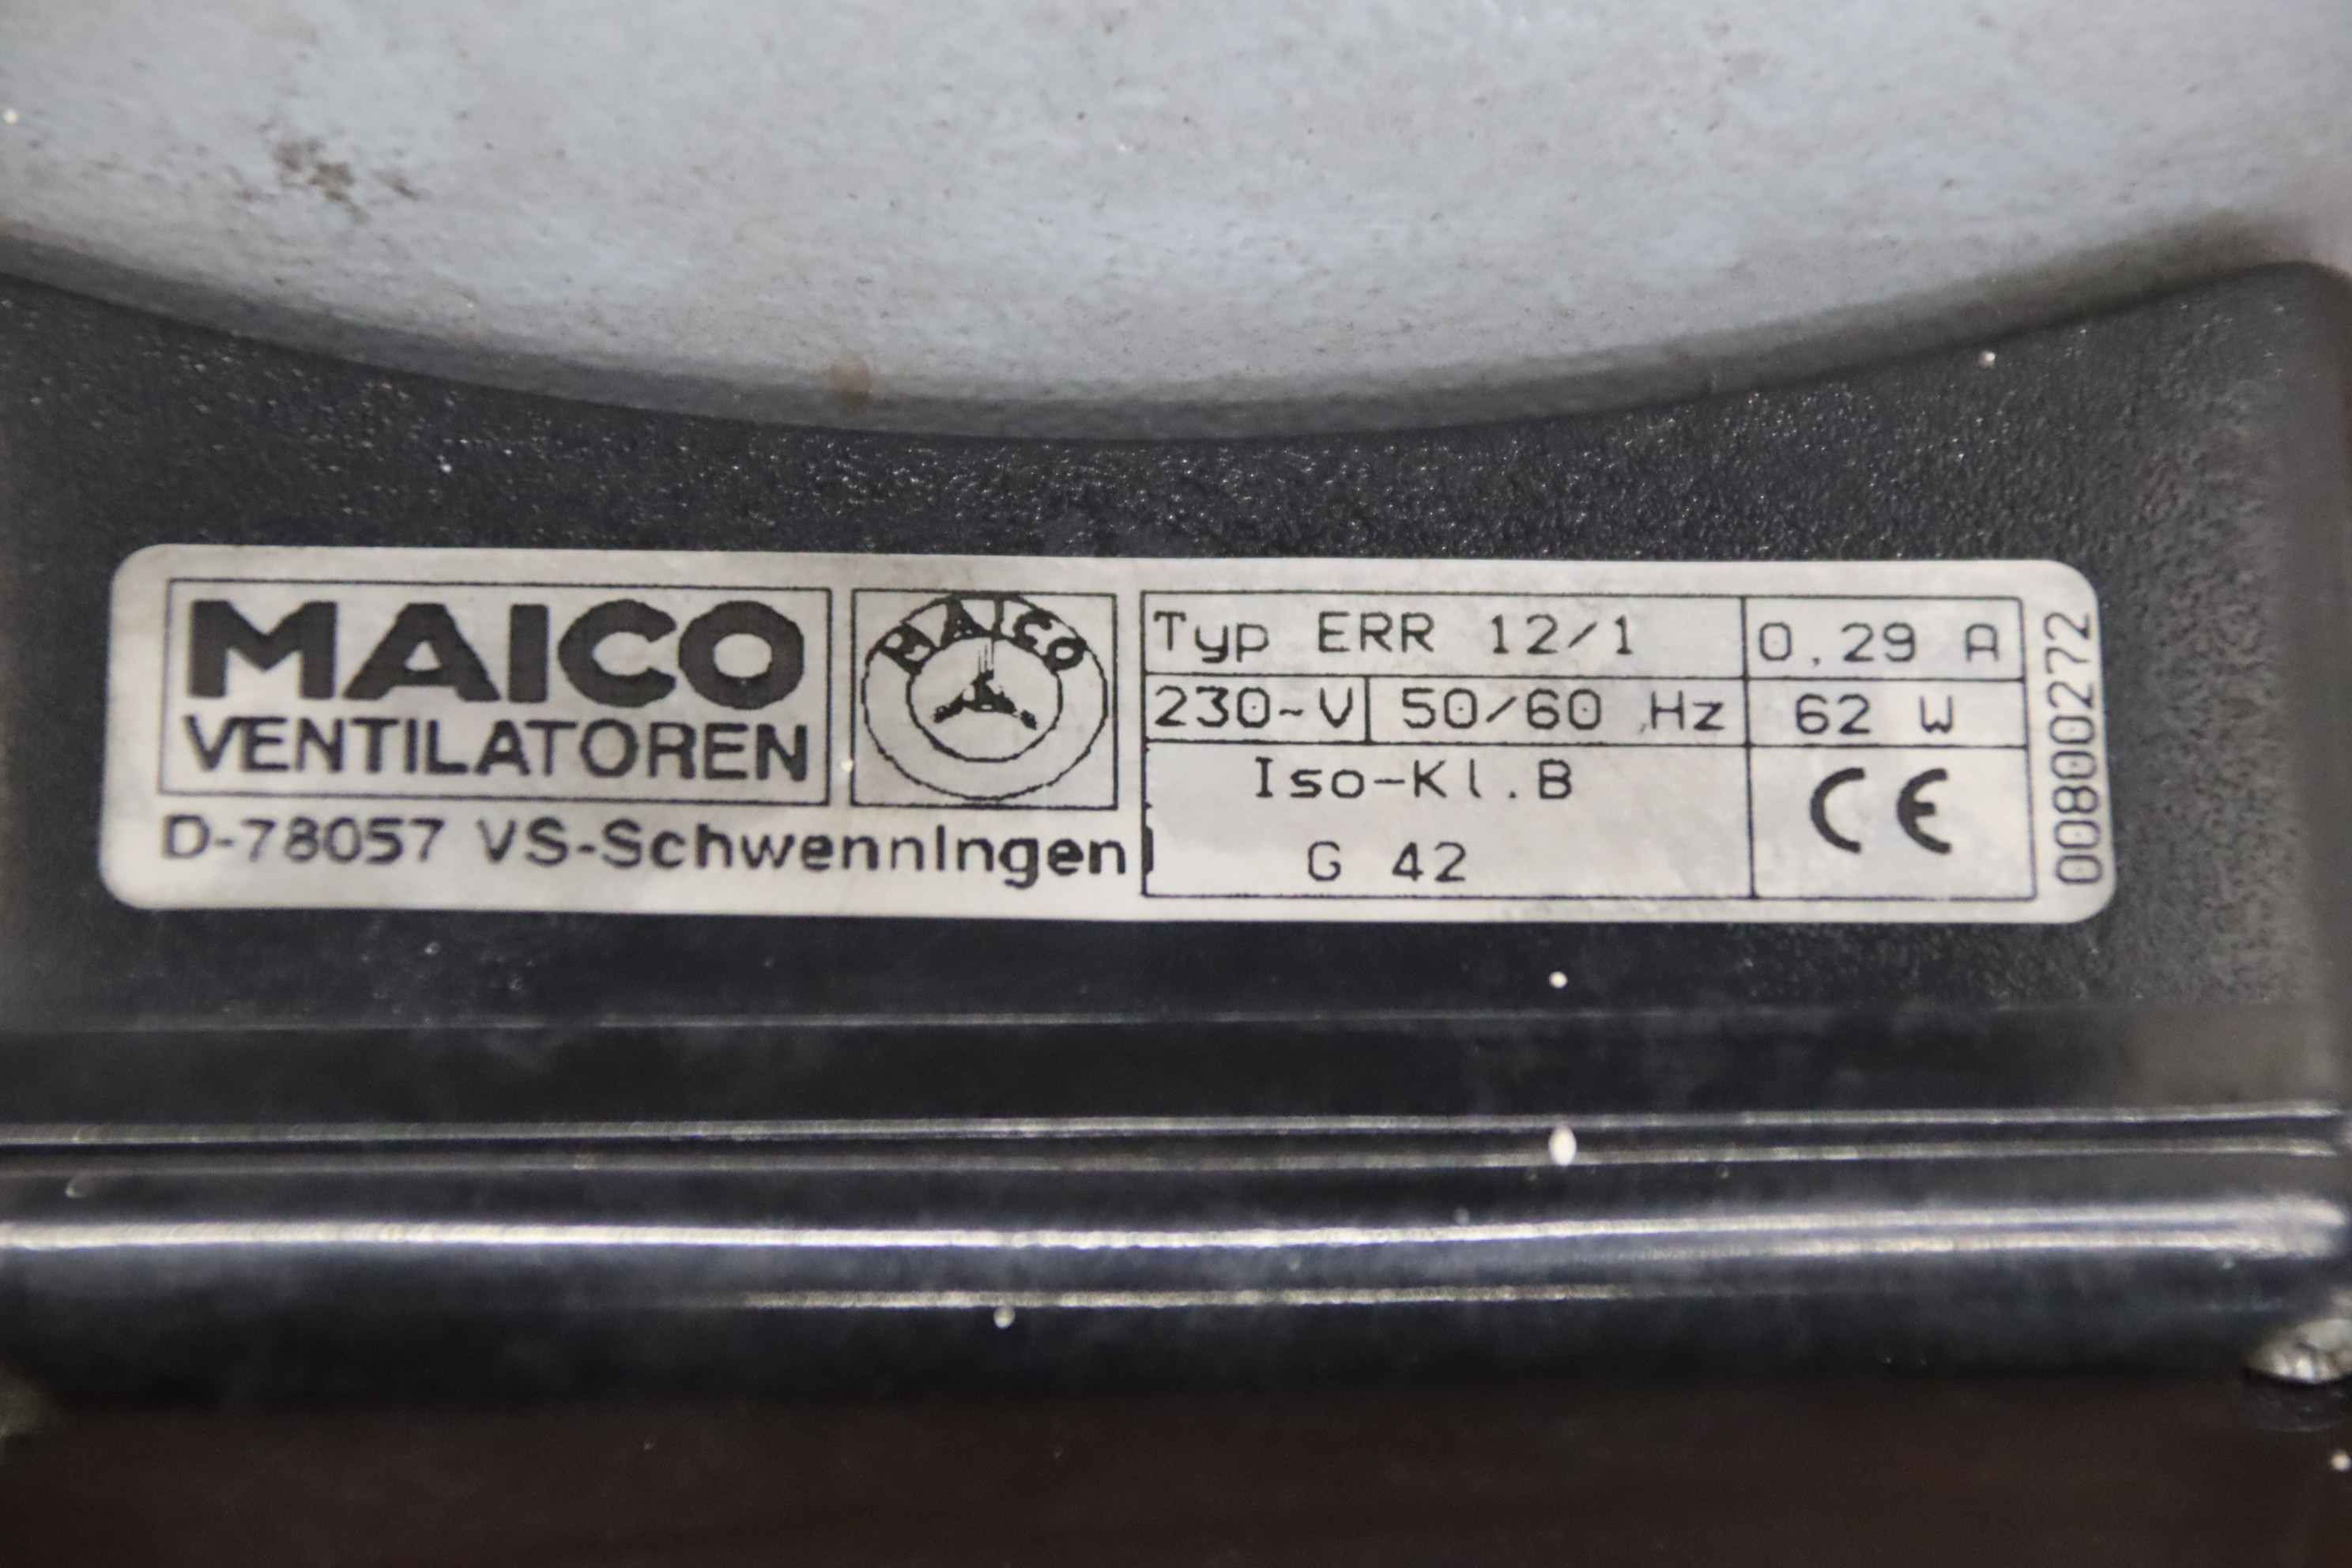 MAICO
VENTILATOREN
D-78057 VS-Schwenningen
MAICO
Typ ERR 12/1
0,29 A
230~V
50/60 Hz
62 W
Iso-Kl.B
G 42
CE
00800272